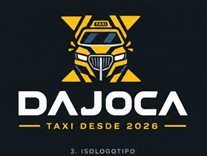 TAXI
DAJOCA
TAXI DESDE 2026
3. ISOLOGOTIPO